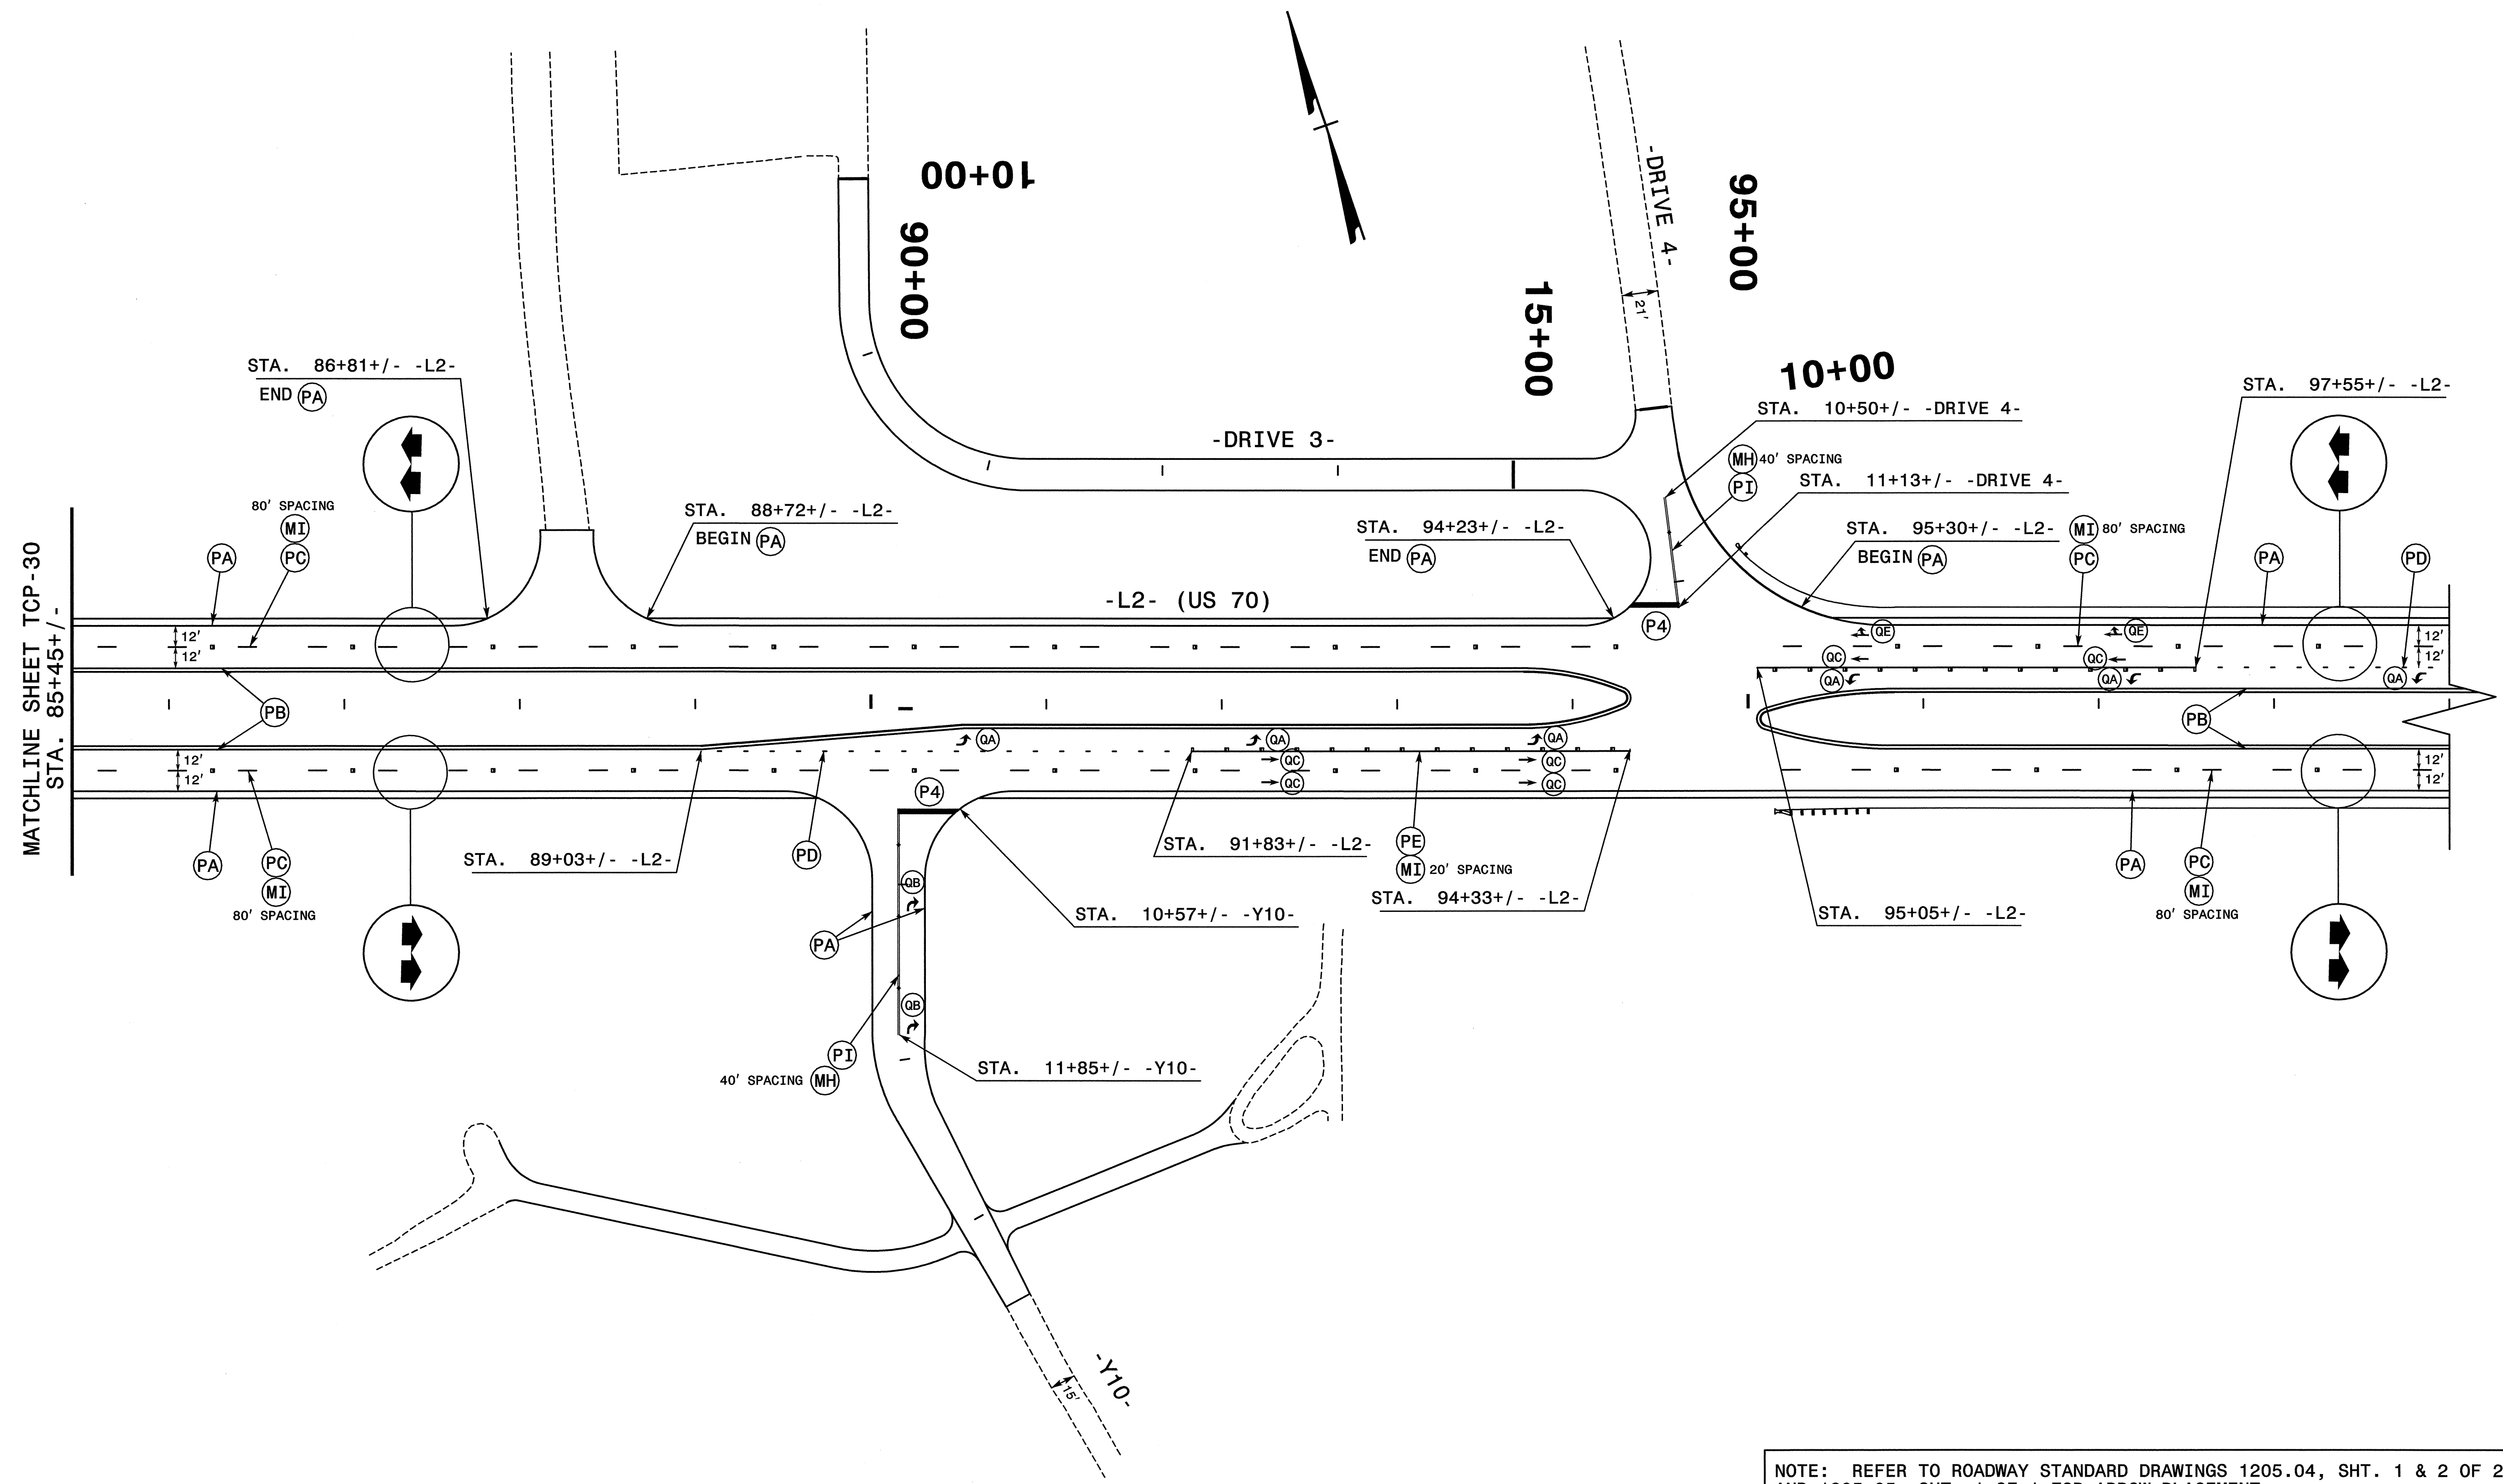 10+00
90+00
-DRIVE 4-
95+00
21'
15+00
10+00
STA. 86+81+/- -L2-
END PA
STA. 97+55+/- -L2-
STA. 10+50+/- -DRIVE 4-
-DRIVE 3-
MH 40' SPACING
PI
STA. 11+13+/- -DRIVE 4-
80' SPACING
MI
PC
PA
STA. 88+72+/- -L2-
BEGIN PA
STA. 94+23+/- -L2-
END PA
STA. 95+30+/- -L2-
BEGIN PA
MI 80' SPACING
PC
PA
PD
MATCHLINE SHEET TCP-30
STA. 85+45+/-
-L2- (US 70)
P4
12'
12'
QE
QE
12'
12'
QC
QC
QA
QA
QA
PB
PB
QA
QA
QA
12'
12'
QC
QC
QC
QC
12'
12'
P4
PA
PC
MI
80' SPACING
STA. 89+03+/- -L2-
PD
STA. 91+83+/- -L2-
PE
MI 20' SPACING
STA. 94+33+/- -L2-
PA
PC
MI
80' SPACING
QB
STA. 10+57+/- -Y10-
STA. 95+05+/- -L2-
PA
QB
PI
40' SPACING MH
STA. 11+85+/- -Y10-
-Y10-
15'
NOTE: REFER TO ROADWAY STANDARD DRAWINGS 1205.04, SHT. 1 & 2 OF 2